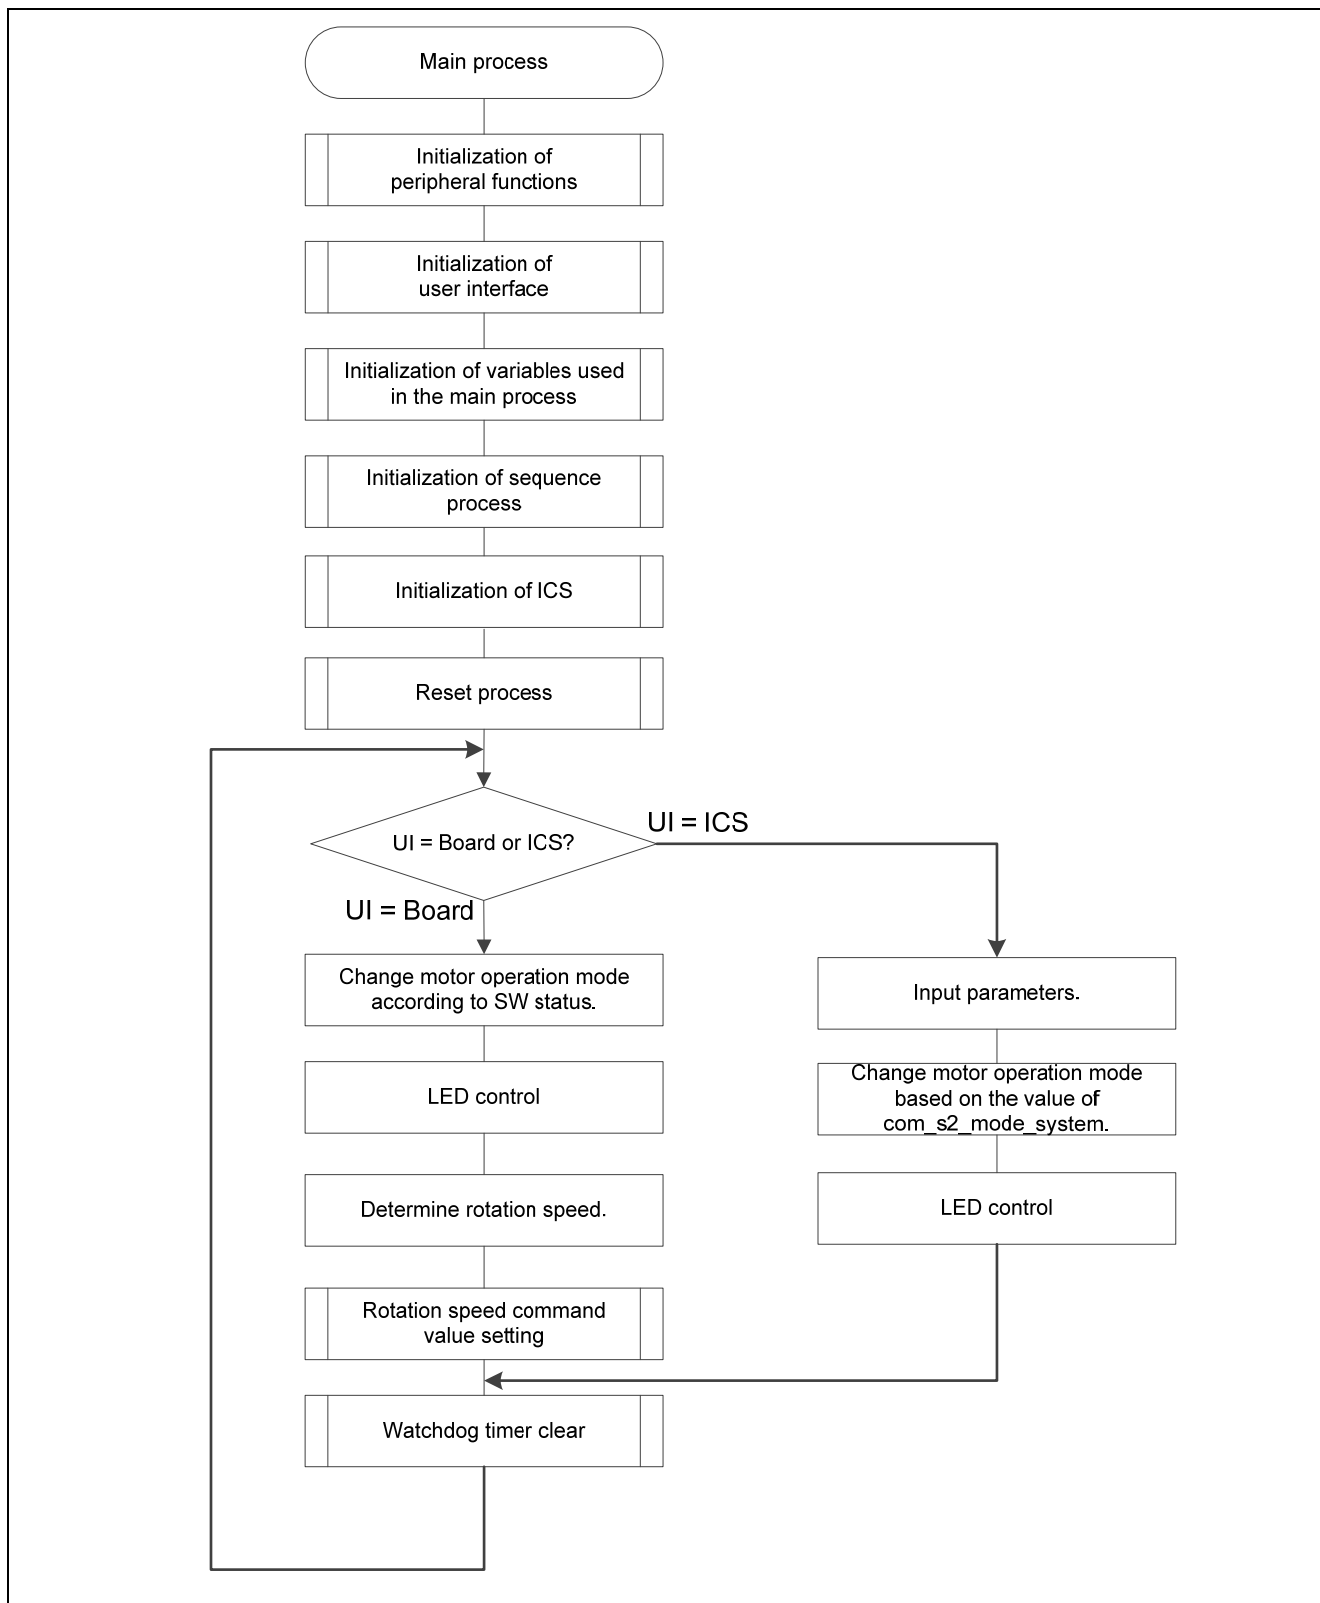 Main process
Initialization of
peripheral functions
Initialization of
user interface
Initialization of variables used
in the main process
Initialization of sequence
process
Initialization of ICS
Reset process
UI = Board or ICS?
UI = ICS
UI = Board
Change motor operation mode
according to SW status.
LED control
Determine rotation speed.
Rotation speed command
value setting
Input parameters.
Change motor operation mode
based on the value of
com_s2_mode_system.
LED control
Watchdog timer clear